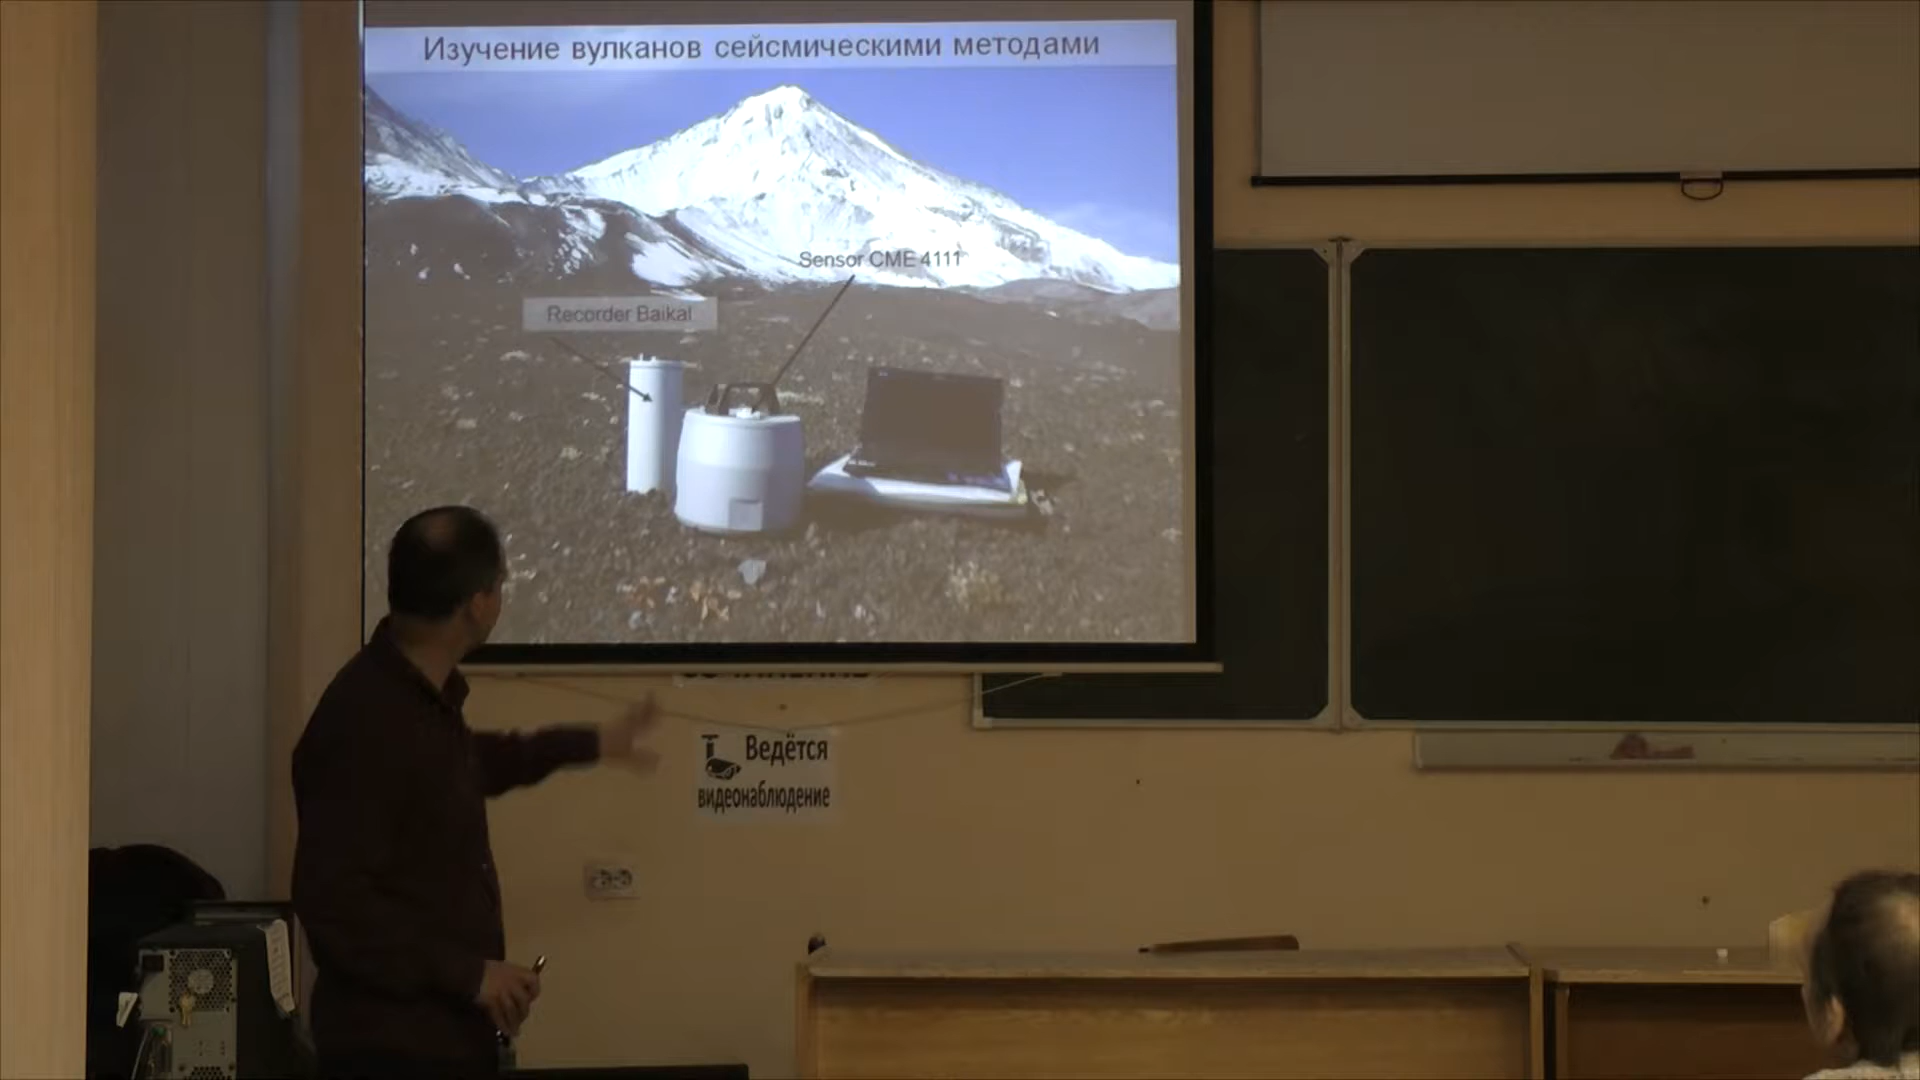 Изучение вулканов сейсмическими методами
Sensor CME 4111
Recorder Baikal
Ведётся
видеонаблюдение